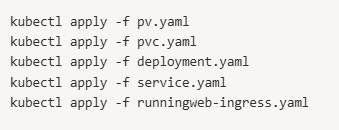 kubectl apply -f pv.yaml
kubectl apply -f pvc.yaml
kubectl apply -f deployment.yaml
kubectl apply -f service.yaml
kubectl apply -f runningweb-ingress.yaml